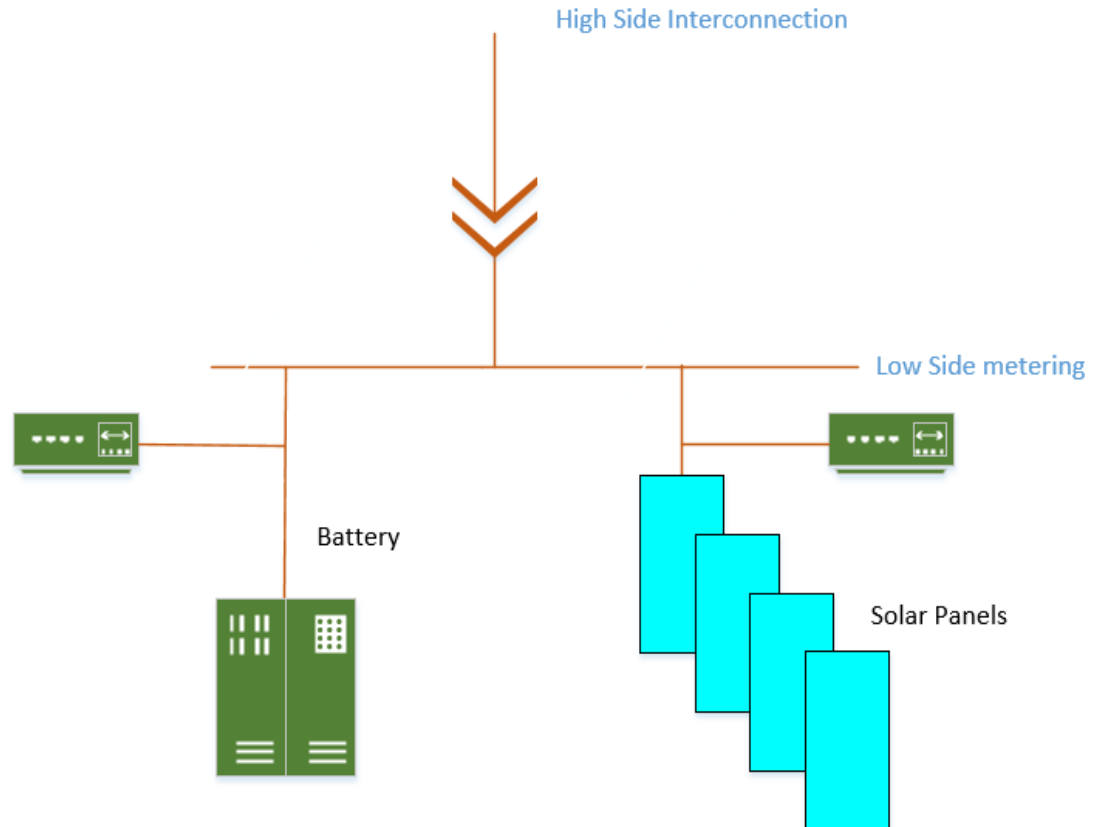 High Side Interconnection
Low Side metering
Battery
Solar Panels